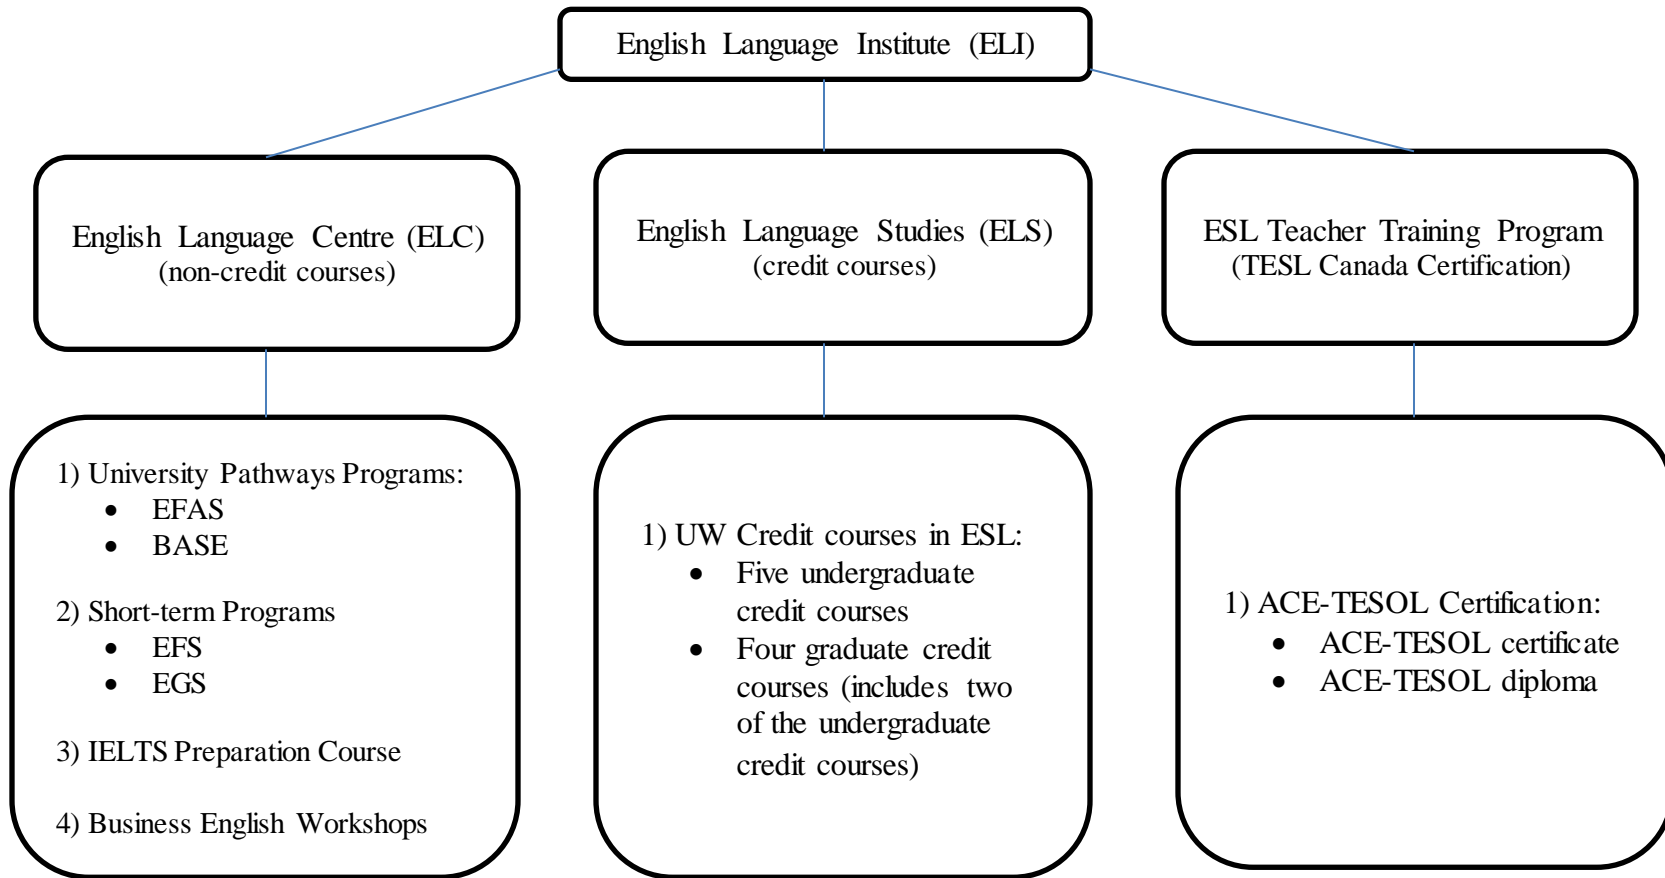 English Language Institute (ELI)
English Language Centre (ELC)
(non-credit courses)
English Language Studies (ELS)
(credit courses)
ESL Teacher Training Program
(TESL Canada Certification)
1) University Pathways Programs:
• EFAS
• BASE
2) Short-term Programs
• EFS
• EGS
3) IELTS Preparation Course
4) Business English Workshops
1) UW Credit courses in ESL:
• Five undergraduate
credit courses
• Four graduate credit
courses (includes two
of the undergraduate
credit courses)
1) ACE-TESOL Certification:
• ACE-TESOL certificate
• ACE-TESOL diploma